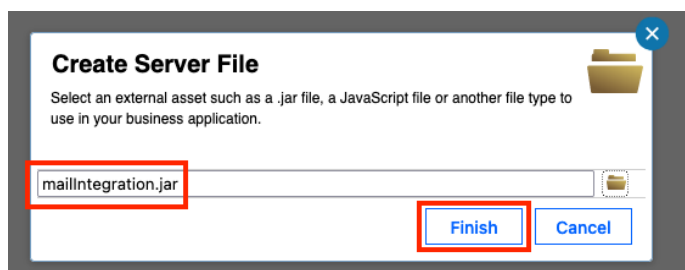 Create Server File
Select an external asset such as a .jar file, a JavaScript file or another file type to
use in your business application.
mailIntegration.jar
Finish Cancel